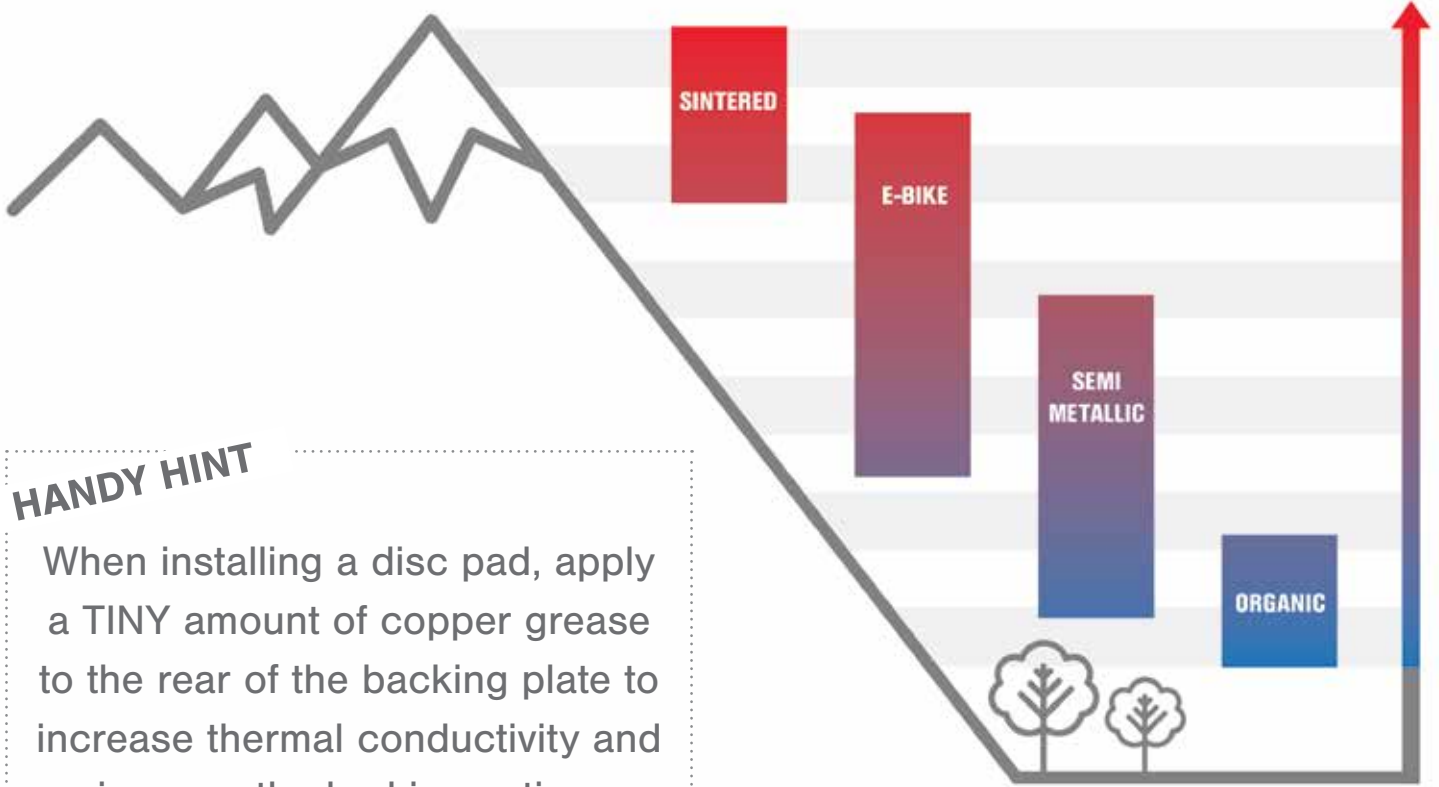 SINTERED
E-BIKE
SEMI
METALLIC
ORGANIC
HANDY HINT
When installing a disc pad, apply
a TINY amount of copper grease
to the rear of the backing plate to
increase thermal conductivity and